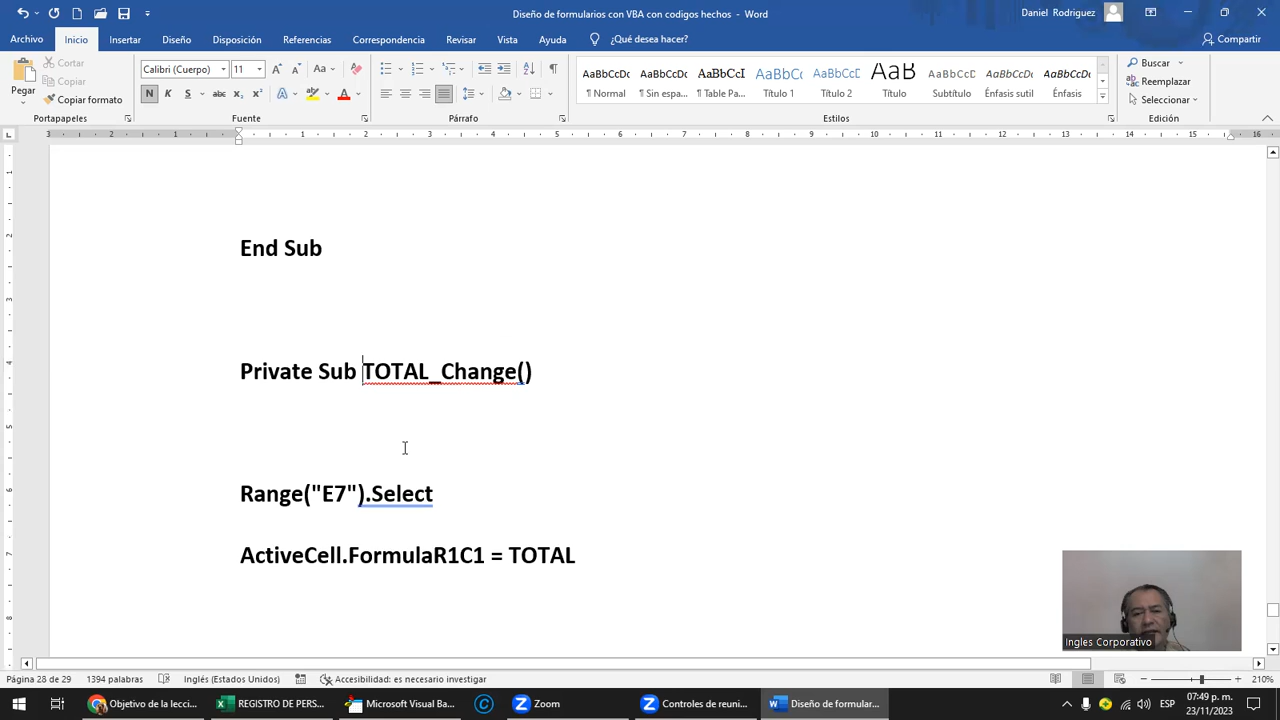 Diseño de formularios con VBA con codigos hechos - Word
Daniel Rodriguez
Archivo Inicio Insertar Diseño Disposición Referencias Correspondencia Revisar Vista Ayuda ¿Qué desea hacer? Compartir
Pegar
Cortar
Copiar
Copiar formato
Portapapeles
Calibri (Cuerpo) 11
Fuente
Párrafo
AaBbCcDc AaBbCcDc AaBbCcI AaBbCc AaBbCcD AaB AaBbCcD AaBbCcDt AaBbCcDt
¶ Normal ¶ Sin espa... ¶ Table Pa... Título 1 Título 2 Título Subtítulo Énfasis sutil Énfasis
Estilos
Buscar
Reemplazar
Seleccionar
Edición
End Sub
Private Sub TOTAL_Change()
Range("E7").Select
ActiveCell.FormulaR1C1 = TOTAL
Ingles Corporativo
Página 28 de 29 1394 palabras Inglés (Estados Unidos) Accesibilidad: es necesario investigar 210%
Objetivo de la lecci... REGISTRO DE PERS... Microsoft Visual Ba... Zoom Controles de reuni... Diseño de formular... ESP 07:49 p. m.
23/11/2023